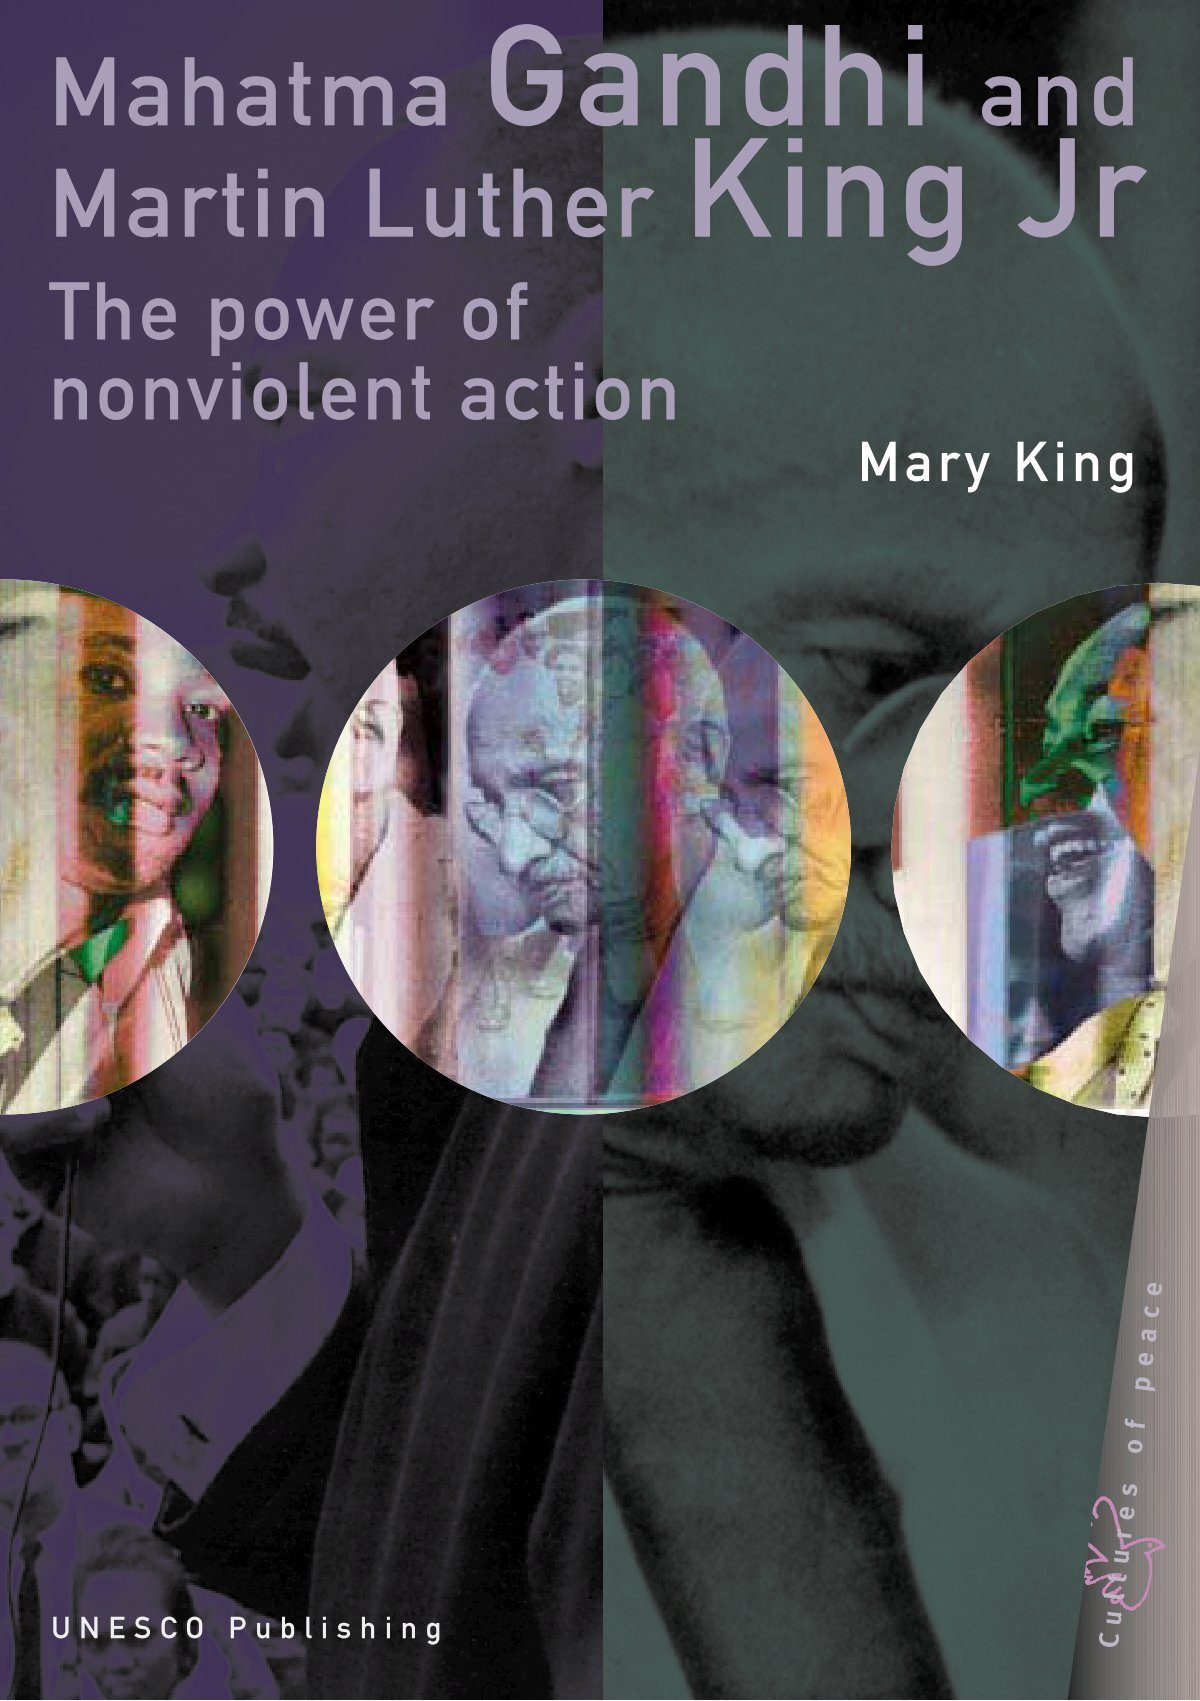 Mahatma Gandhi and
Martin Luther King Jr
The power of
nonviolent action
Mary King
Cultures of peace
UNESCO Publishing